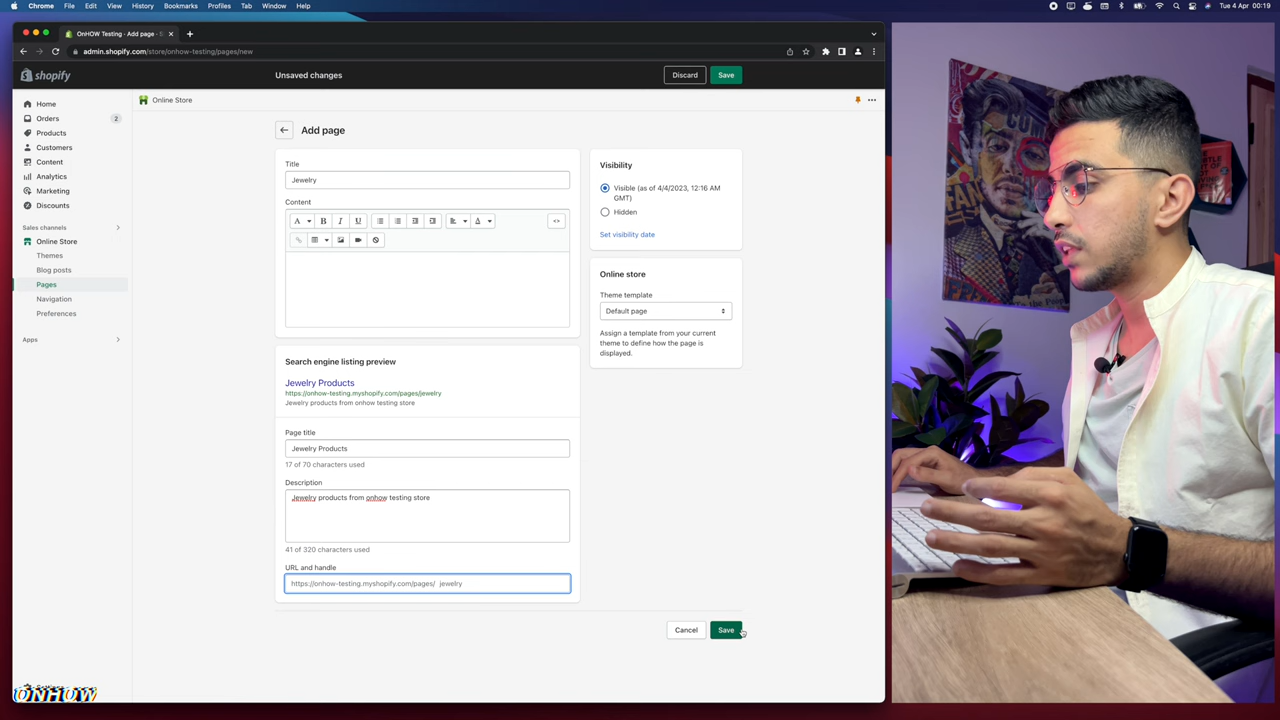 Chrome File Edit View History Bookmarks Profiles Tab Window Help
Tue 4 Apr 00:19
OnHOW Testing - Add page - S
admin.shopify.com/store/onhow-testing/pages/new
shopify
Unsaved changes
Discard
Save
Home
Orders 2
Products
Customers
Content
Analytics
Marketing
Discounts
Sales channels
Online Store
Themes
Blog posts
Pages
Navigation
Preferences
Apps
ONHOW
Online Store
Add page
Title
Jewelry
Content
A B I U A <>
Search engine listing preview
Jewelry Products
https://onhow-testing.myshopify.com/pages/jewelry
Jewelry products from onhow testing store
Page title
Jewelry Products
17 of 70 characters used
Description
Jewelry products from onhow testing store
41 of 320 characters used
URL and handle
https://onhow-testing.myshopify.com/pages/ jewelry
Cancel
Save
Visibility
Visible (as of 4/4/2023, 12:16 AM
GMT)
Hidden
Set visibility date
Online store
Theme template
Default page
Assign a template from your current
theme to define how the page is
displayed.